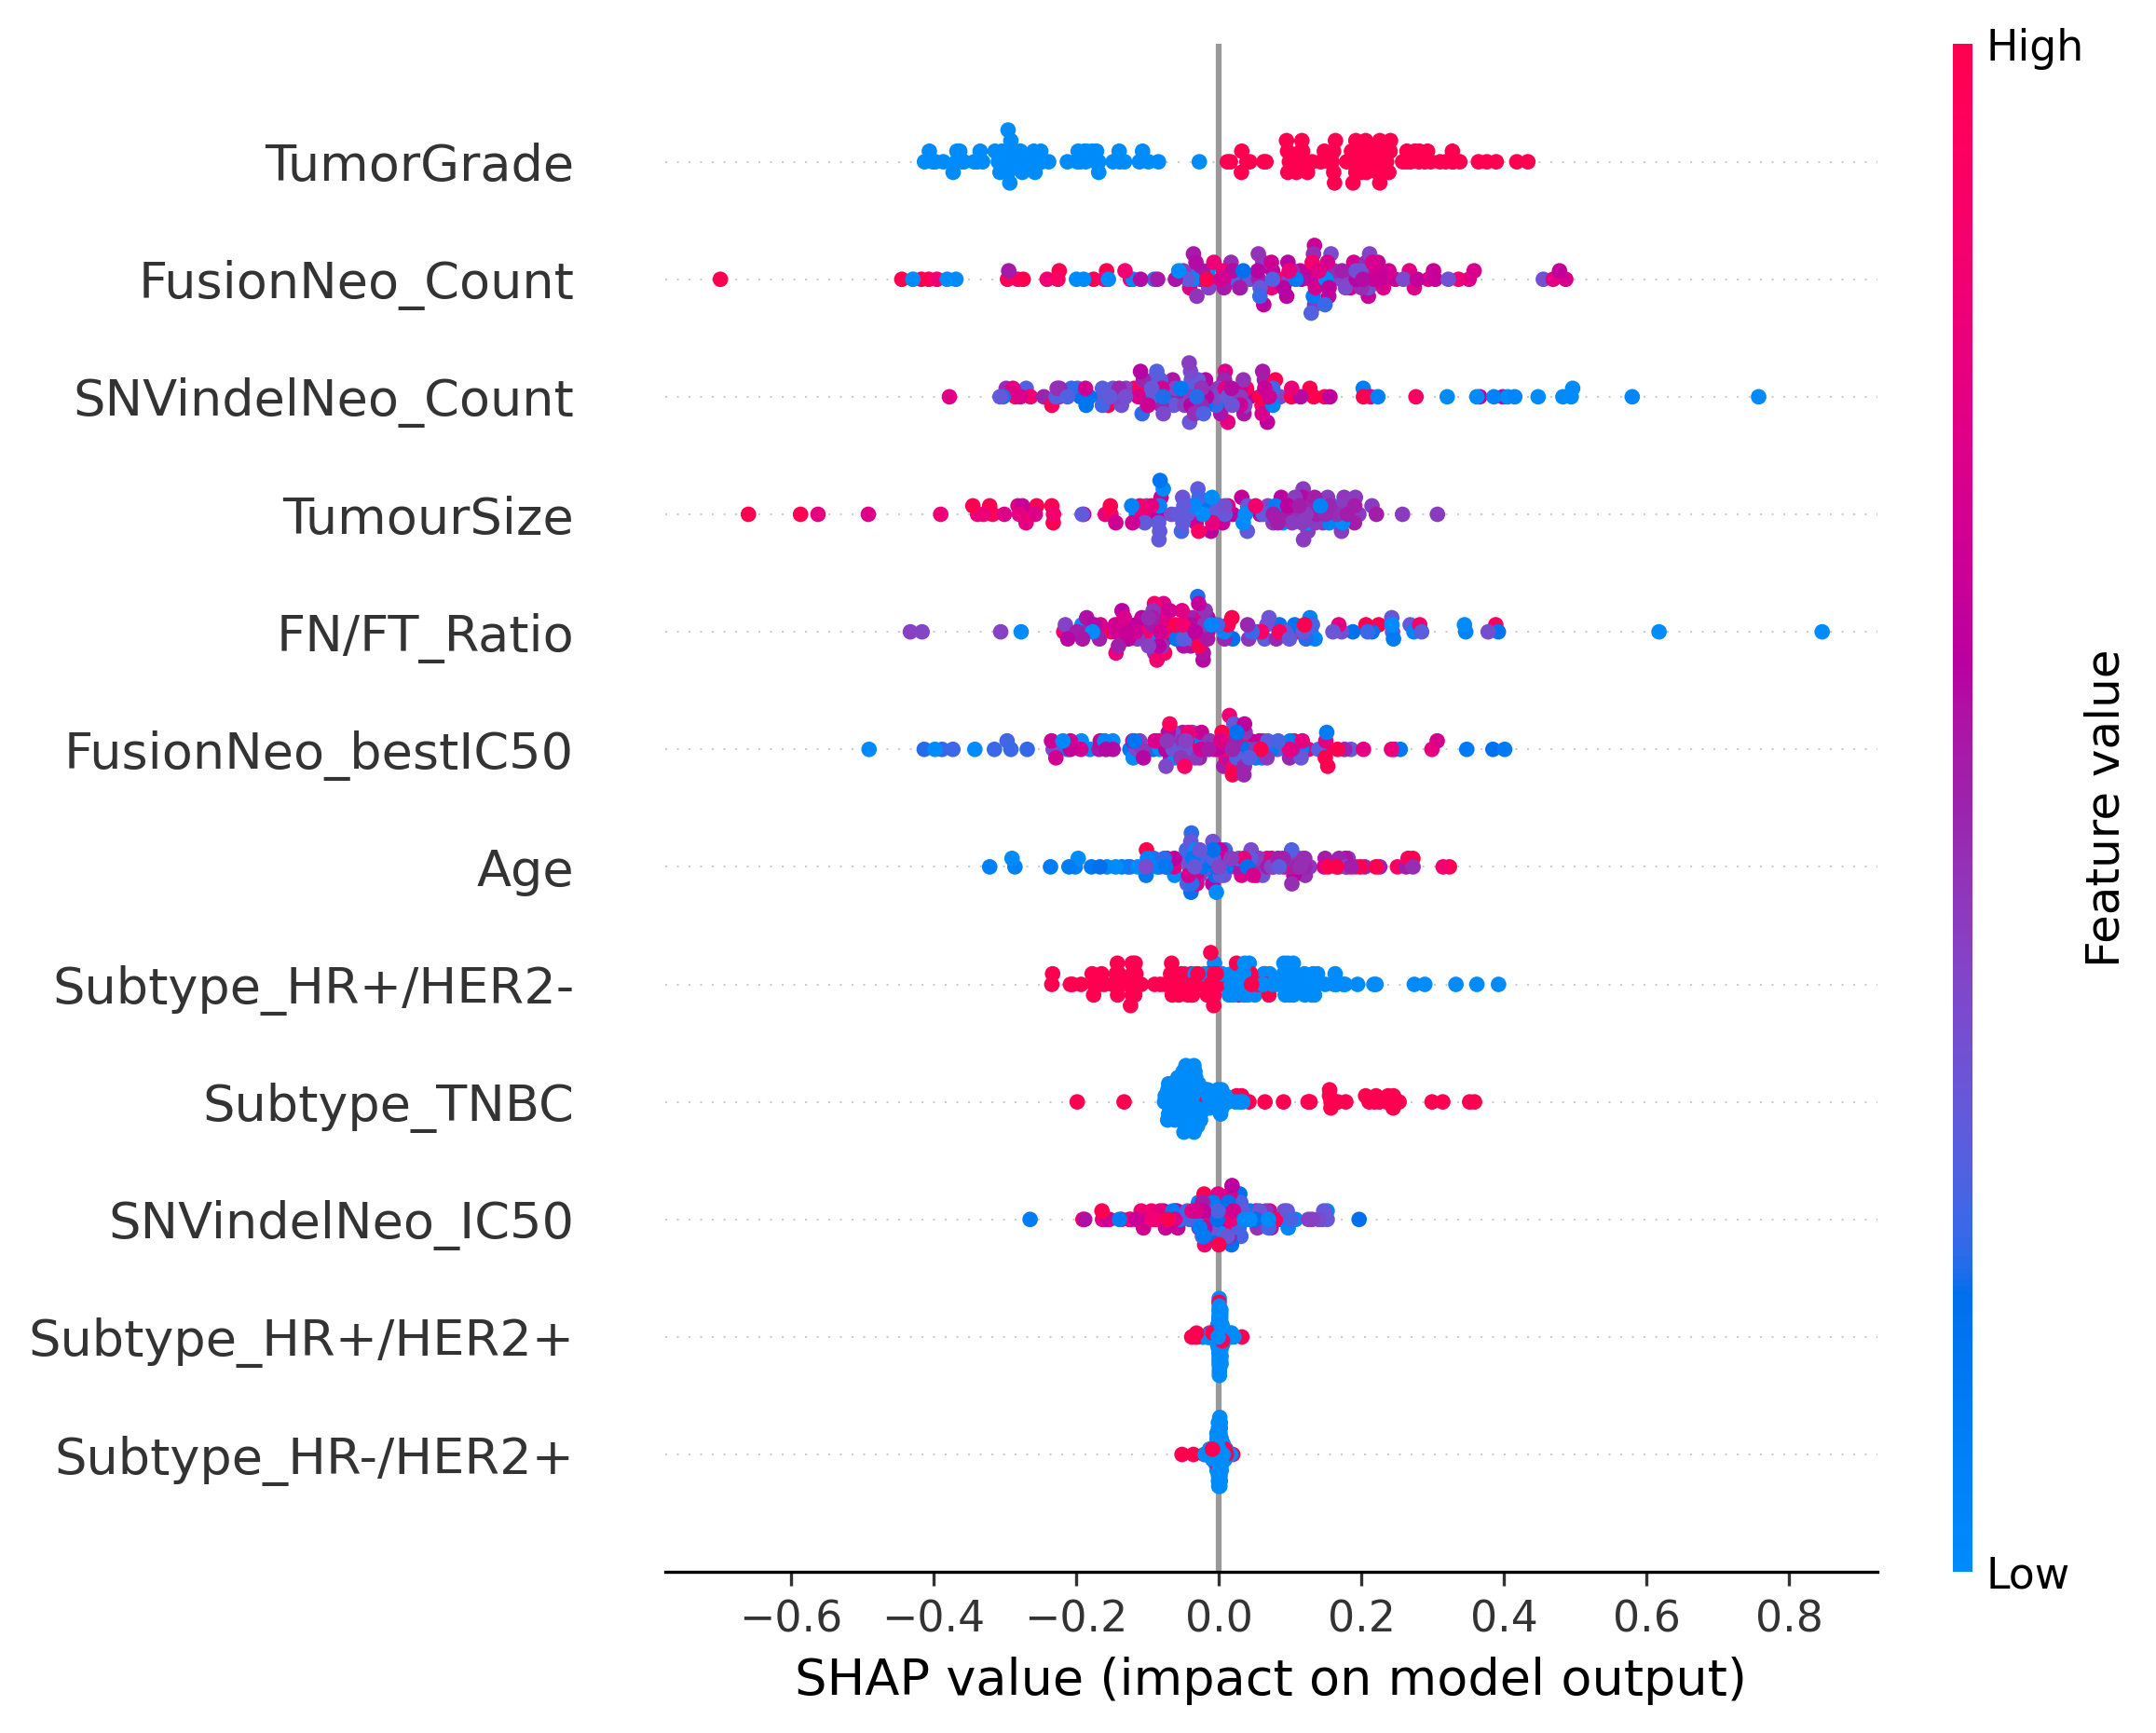 High
TumorGrade
FusionNeo_Count
SNVindelNeo_Count
TumourSize
FN/FT_Ratio
FusionNeo_bestIC50
Age
Subtype_HR+/HER2-
Subtype_TNBC
SNVindelNeo_IC50
Subtype_HR+/HER2+
Subtype_HR-/HER2+
Feature value
Low
−0.6 −0.4 −0.2 0.0 0.2 0.4 0.6 0.8
SHAP value (impact on model output)